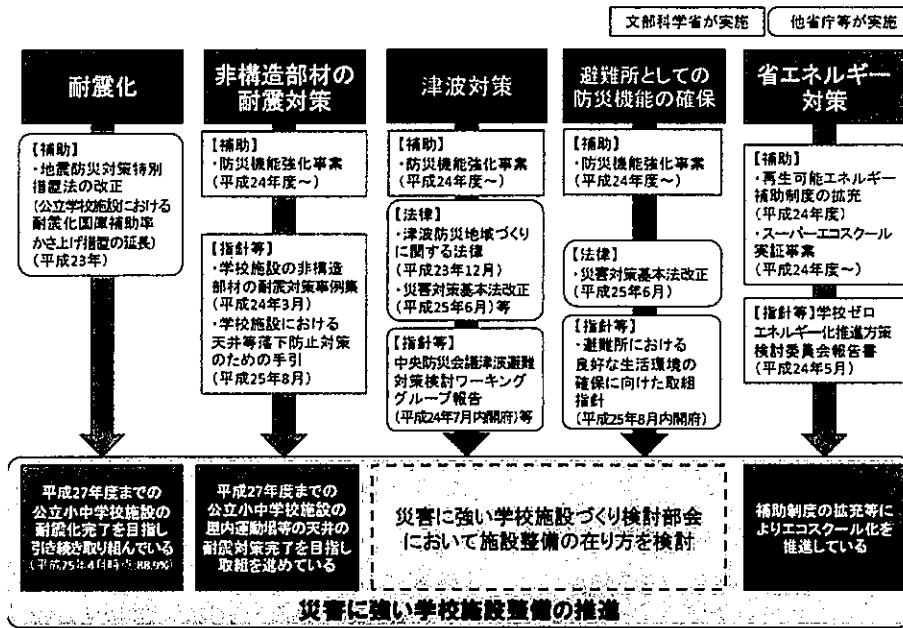 文部科学省が実施
他省庁等が実施
耐震化
【補助】
・地震防災対策特別
措置法の改正
(公立学校施設における
耐震化国庫補助率
かさ上げ措置の延長)
(平成23年)
非構造部材の
耐震対策
【補助】
・防災機能強化事業
(平成24年度~)
【指針等】
・学校施設の非構造
部材の耐震対策事例集
(平成24年3月)
・学校施設における
天井等落下防止対策
のための手引
(平成25年8月)
津波対策
【補助】
・防災機能強化事業
(平成24年度~)
【法律】
・津波防災地域づくり
に関する法律
(平成23年12月)
・災害対策基本法改正
(平成25年6月)等
【指針等】
中央防災会議津波避難
対策検討ワーキング
グループ報告
(平成24年7月内閣府)等
避難所としての
防災機能の確保
【補助】
・防災機能強化事業
(平成24年度~)
【法律】
・災害対策基本法改正
(平成25年6月)
【指針等】
・避難所における
良好な生活環境の
確保に向けた取組
指針
(平成25年8月内閣府)
省エネルギー
対策
【補助】
・再生可能エネルギー
補助制度の拡充
(平成24年度)
・スーパーエコスクール
実証事業
(平成24年度~)
【指針等】学校ゼロ
エネルギー化推進方策
検討委員会報告書
(平成24年5月)
平成27年度までの
公立小中学校施設の
耐震化完了を目指し
引き続き取り組んでいる
(平成25年4月時点:88.9%)
平成27年度までの
公立小中学校施設の
屋内運動場等の天井の
耐震対策完了を目指し
取組を進めている
災害に強い学校施設づくり検討部会
において施設整備の在り方を検討
補助制度の拡充等に
よりエコスクール化を
推進している
災害に強い学校施設整備の推進